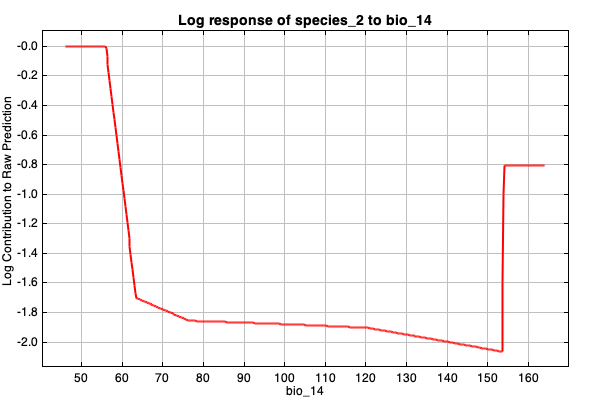 Log response of species_2 to bio_14
Log Contribution to Raw Prediction
-0.0
-0.2
-0.4
-0.6
-0.8
-1.0
-1.2
-1.4
-1.6
-1.8
-2.0
50 60 70 80 90 100 110 120 130 140 150 160
bio_14